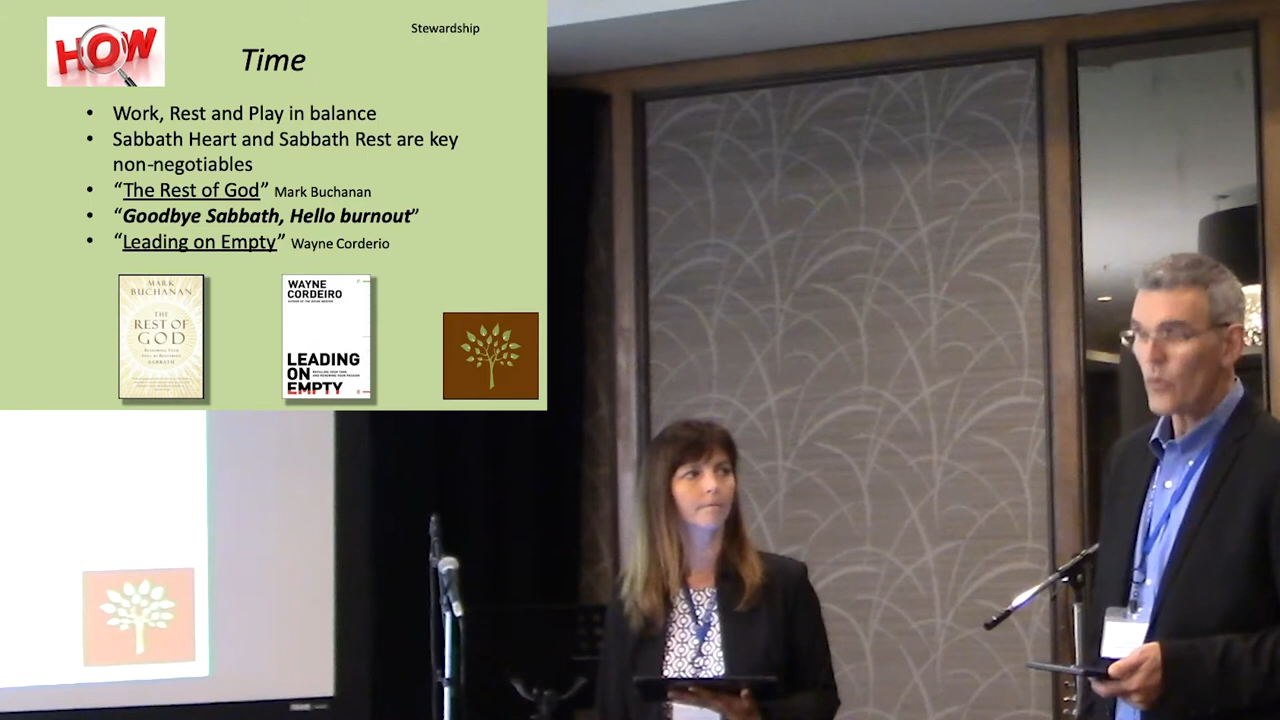 Stewardship
HOW
Time
• Work, Rest and Play in balance
• Sabbath Heart and Sabbath Rest are key
non-negotiables
• “The Rest of God” Mark Buchanan
• “Goodbye Sabbath, Hello burnout”
• “Leading on Empty” Wayne Corderio
MARK
BUCHANAN
THE
REST OF
GOD
WAYNE
CORDEIRO
LEADING
ON
EMPTY